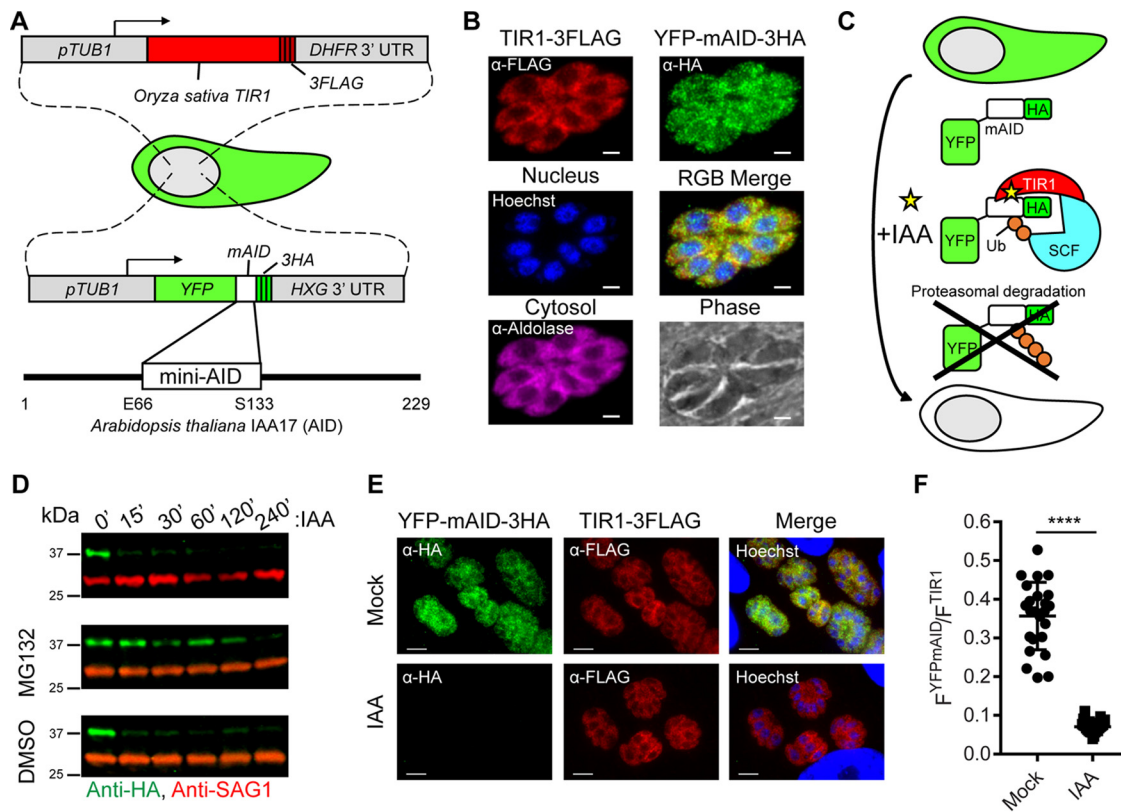 A
pTUB1
DHFR 3' UTR
3FLAG
Oryza sativa TIR1
mAID
3HA
pTUB1
YFP
HXG 3' UTR
mini-AID
1
E66
S133
229
Arabidopsis thaliana IAA17 (AID)
B
TIR1-3FLAG
YFP-mAID-3HA
α-FLAG
α-HA
Nucleus
RGB Merge
Hoechst
Cytosol
Phase
α-Aldolase
C
HA
mAID
YFP
TIR1
HA
+IAA
YFP
Ub
SCF
Proteasomal degradation
HA
YFP
D
kDa
0' 15' 30' 60' 120' 240' :IAA
37
25
MG132
37
25
DMSO
37
25
Anti-HA, Anti-SAG1
E
YFP-mAID-3HA
TIR1-3FLAG
Merge
Mock
α-HA
α-FLAG
Hoechst
IAA
α-HA
α-FLAG
Hoechst
F
F^YFPmAID/F^TIR1
0.6
0.5
0.4
0.3
0.2
0.1
0.0
****
Mock
IAA